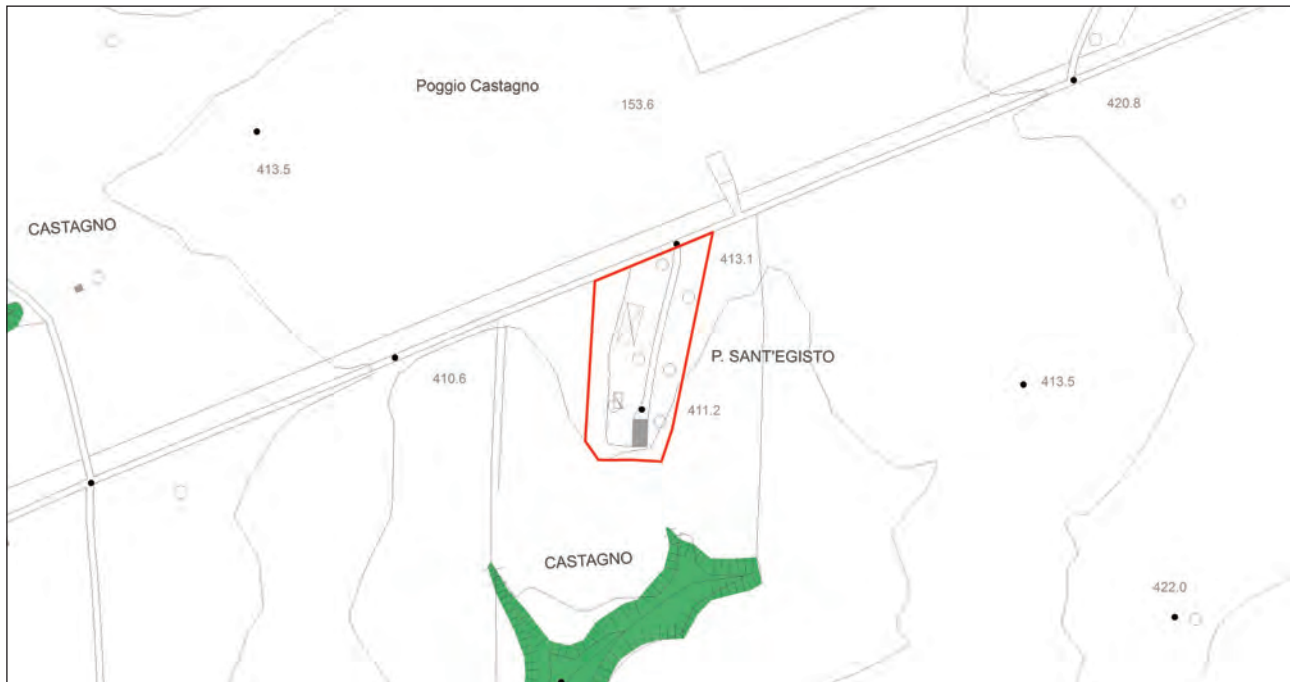 Poggio Castagno
153.6
420.8
413.5
CASTAGNO
413.1
P. SANT'EGISTO
410.6
413.5
411.2
CASTAGNO
422.0